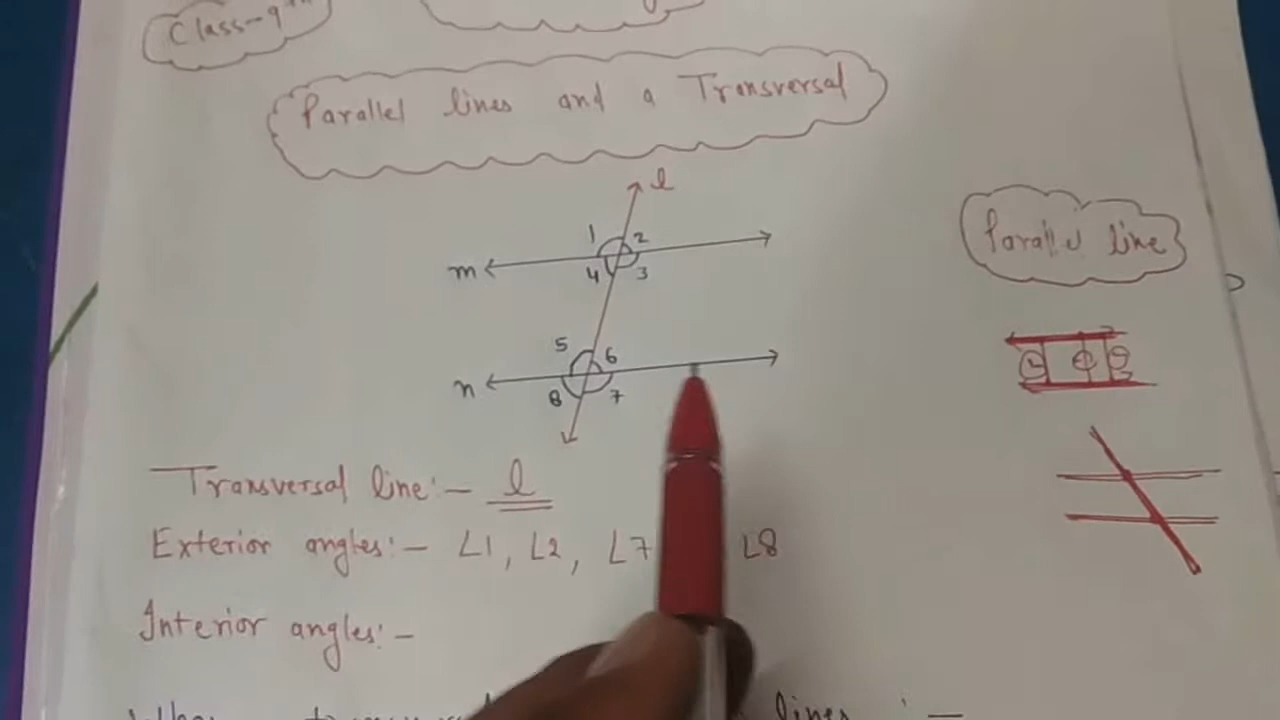 Class-9th
Parallel lines and a Transversal
l
1 2
m 4 3
5 6
n 8 7
Parallel line
Transversal line:- l
Exterior angles:- ∠1, ∠2, ∠7 ∠8
Interior angles:-
lines :-